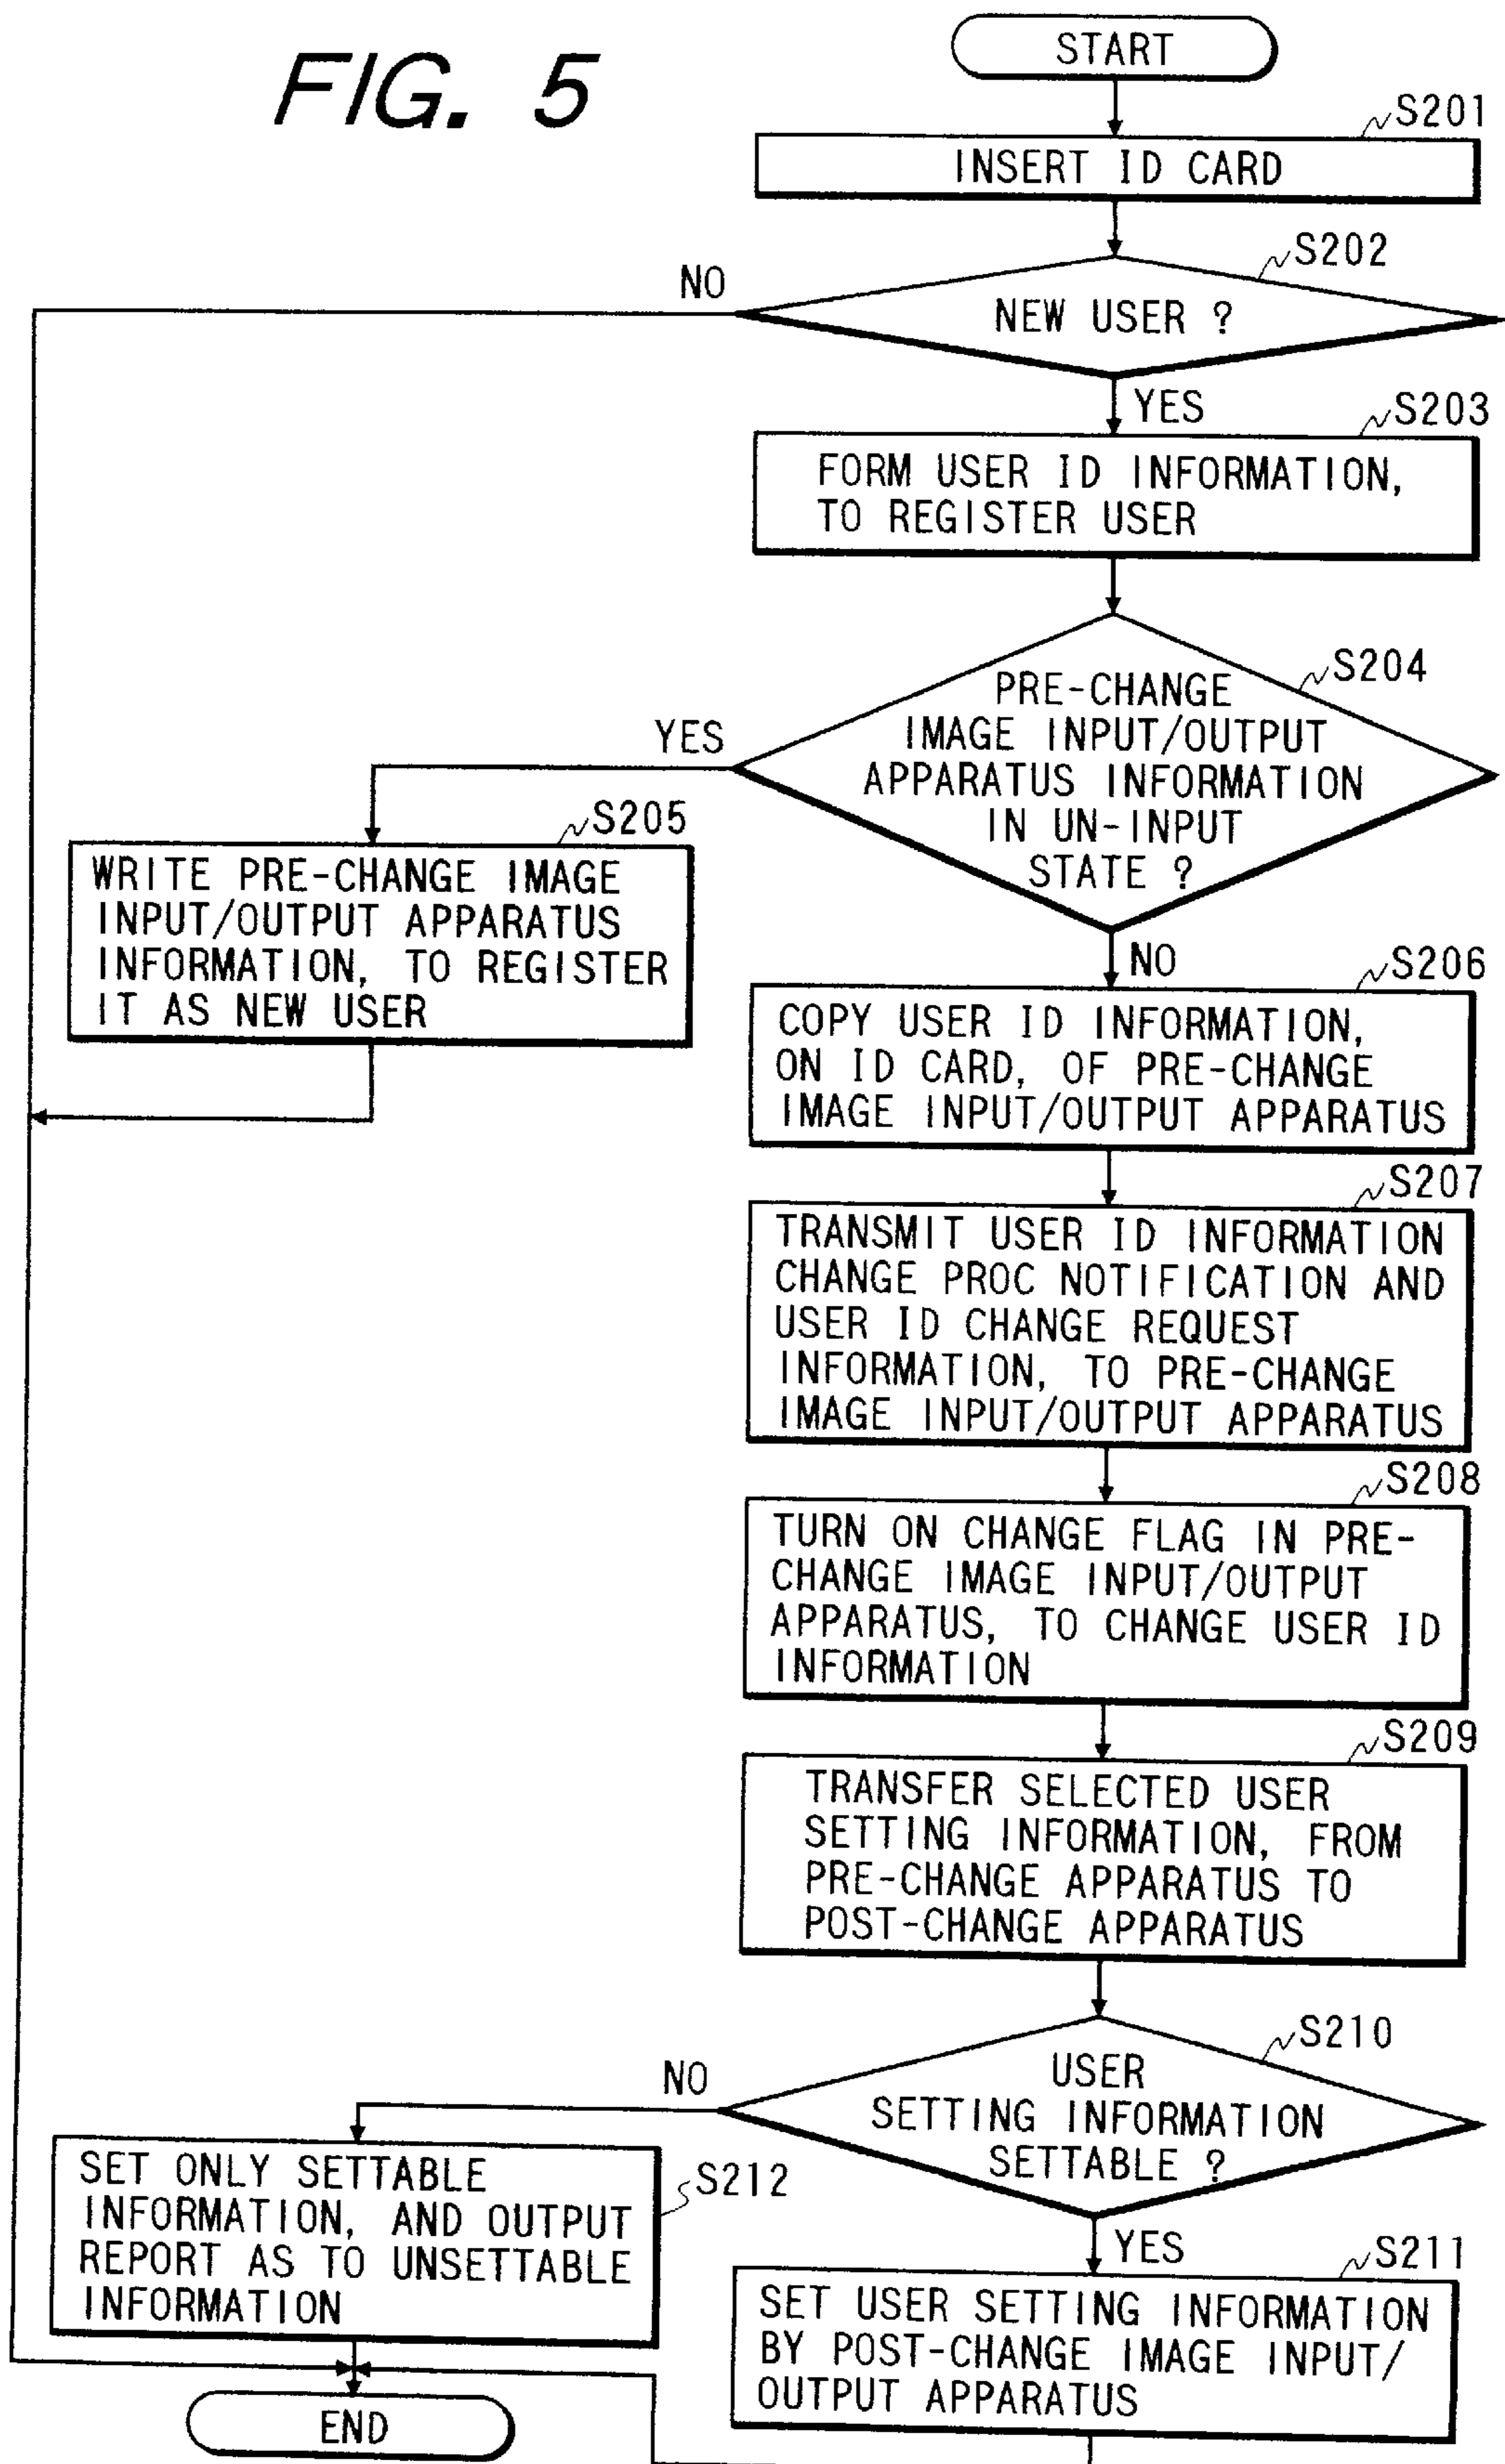 FIG. 5
START
S201
INSERT ID CARD
S202
NO
NEW USER ?
YES
S203
FORM USER ID INFORMATION,
TO REGISTER USER
S204
PRE-CHANGE
IMAGE INPUT/OUTPUT
APPARATUS INFORMATION
IN UN-INPUT
STATE ?
YES
S205
WRITE PRE-CHANGE IMAGE
INPUT/OUTPUT APPARATUS
INFORMATION, TO REGISTER
IT AS NEW USER
NO
S206
COPY USER ID INFORMATION,
ON ID CARD, OF PRE-CHANGE
IMAGE INPUT/OUTPUT APPARATUS
S207
TRANSMIT USER ID INFORMATION
CHANGE PROC NOTIFICATION AND
USER ID CHANGE REQUEST
INFORMATION, TO PRE-CHANGE
IMAGE INPUT/OUTPUT APPARATUS
S208
TURN ON CHANGE FLAG IN PRE-
CHANGE IMAGE INPUT/OUTPUT
APPARATUS, TO CHANGE USER ID
INFORMATION
S209
TRANSFER SELECTED USER
SETTING INFORMATION, FROM
PRE-CHANGE APPARATUS TO
POST-CHANGE APPARATUS
S210
USER
SETTING INFORMATION
SETTABLE ?
NO
S212
SET ONLY SETTABLE
INFORMATION, AND OUTPUT
REPORT AS TO UNSETTABLE
INFORMATION
YES
S211
SET USER SETTING INFORMATION
BY POST-CHANGE IMAGE INPUT/
OUTPUT APPARATUS
END